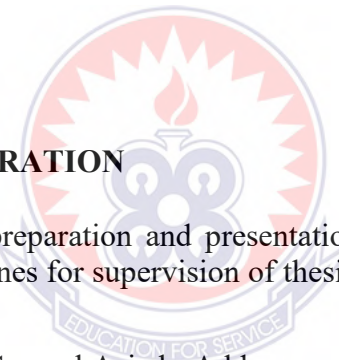 RATION
preparation and presentatio
nes for supervision of thesi
EDUCATION FOR SERVICE